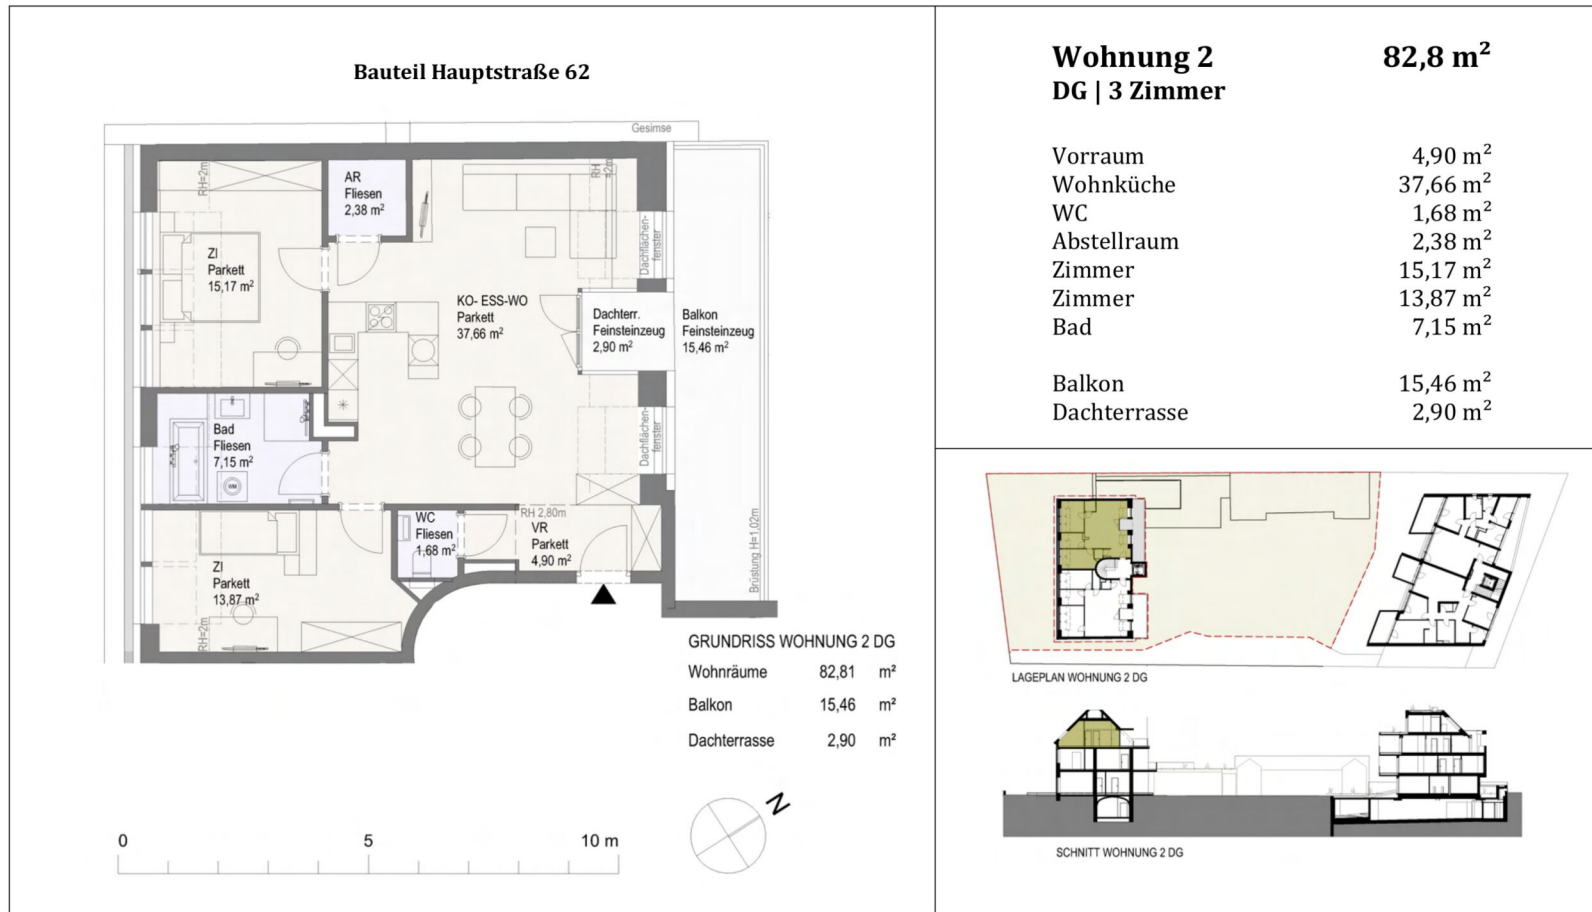 Bauteil Hauptstraße 62
Gesimse
RH=2m
AR
Fliesen
2,38 m²
RH
=2m
Dachflächen-
fenster
ZI
Parkett
15,17 m²
KO- ESS-WO
Parkett
37,66 m²
Dachterr.
Feinsteinzeug
2,90 m²
Balkon
Feinsteinzeug
15,46 m²
Bad
Fliesen
7,15 m²
WM
Dachflächen-
fenster
RH 2,80m
WC
Fliesen
1,68 m²
VR
Parkett
4,90 m²
Brüstung H=1,02m
ZI
Parkett
13,87 m²
RH=2m
GRUNDRISS WOHNUNG 2 DG
Wohnräume 82,81 m²
Balkon 15,46 m²
Dachterrasse 2,90 m²
N
0 5 10 m
Wohnung 2 82,8 m²
DG | 3 Zimmer
Vorraum 4,90 m²
Wohnküche 37,66 m²
WC 1,68 m²
Abstellraum 2,38 m²
Zimmer 15,17 m²
Zimmer 13,87 m²
Bad 7,15 m²
Balkon 15,46 m²
Dachterrasse 2,90 m²
LAGEPLAN WOHNUNG 2 DG
SCHNITT WOHNUNG 2 DG